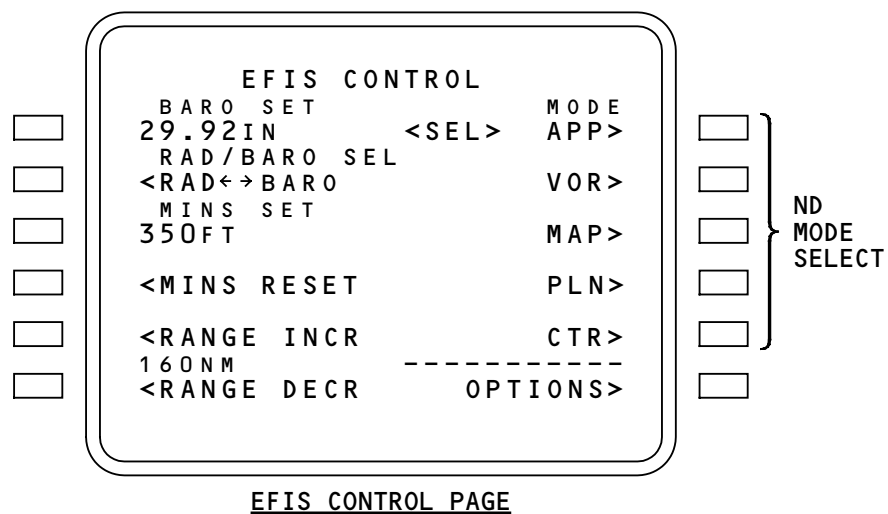 EFIS CONTROL
BARO SET MODE
29.92IN <SEL> APP>
RAD/BARO SEL
<RAD←→BARO VOR>
MINS SET
350FT MAP>
<MINS RESET PLN>
<RANGE INCR CTR>
160NM -----------
<RANGE DECR OPTIONS>
ND
MODE
SELECT
EFIS CONTROL PAGE